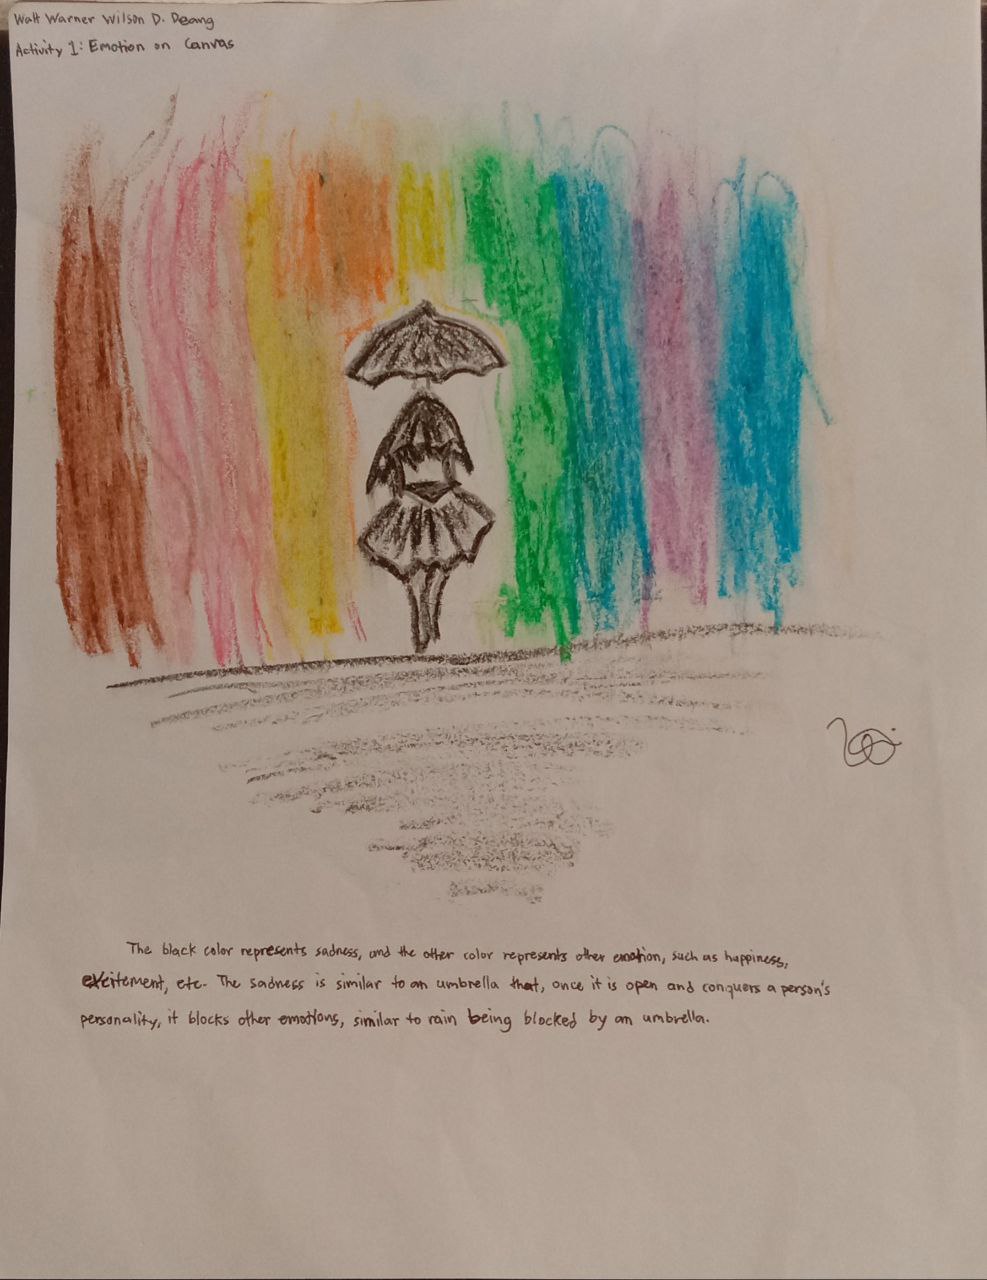 Walt Warner Wilson D. Deang
Activity 1: Emotion on Canvas
The black color represents sadness, and the other color represents other emotion, such as happiness,
excitement, etc. The sadness is similar to an umbrella that, once it is open and conquers a person's
personality, it blocks other emotions, similar to rain being blocked by an umbrella.